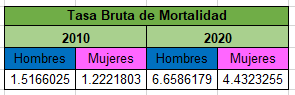 Tasa Bruta de Mortalidad
2010 2020
Hombres Mujeres Hombres Mujeres
1.5166025 1.2221803 6.6586179 4.4323255